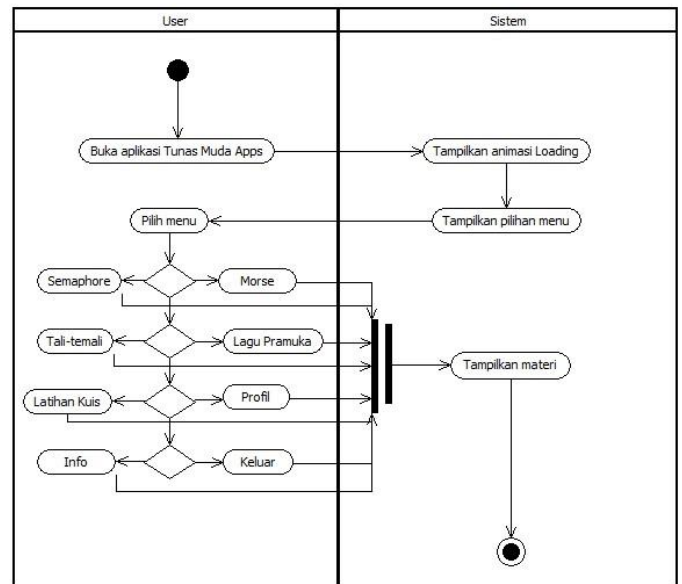 User
Sistem
Buka aplikasi Tunas Muda Apps
Tampilkan animasi Loading
Pilih menu
Tampilkan pilihan menu
Semaphore
Morse
Tali-temali
Lagu Pramuka
Tampilkan materi
Latihan Kuis
Profil
Info
Keluar